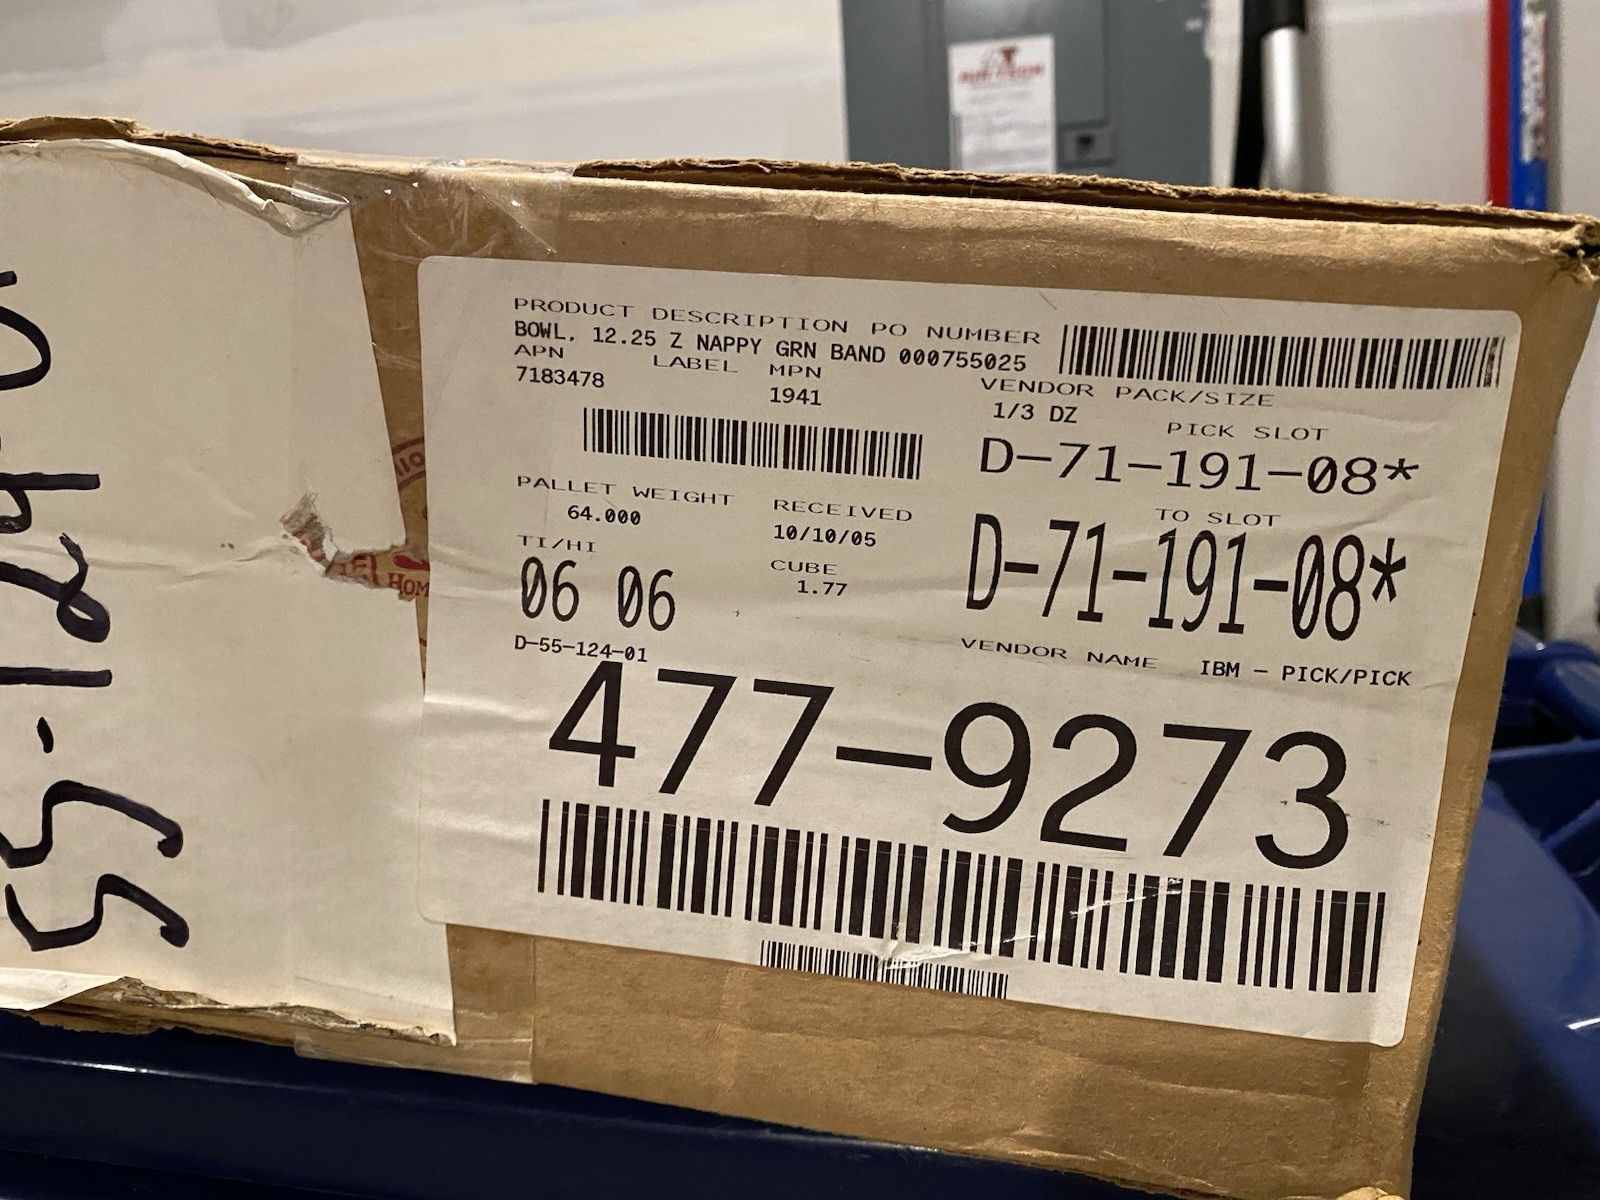 PRODUCT DESCRIPTION PO NUMBER
BOWL, 12.25 Z NAPPY GRN BAND 000755025
APN LABEL MPN
7183478 1941
VENDOR PACK/SIZE
1/3 DZ
PICK SLOT
D-71-191-08*
PALLET WEIGHT RECEIVED
64.000 10/10/05
TO SLOT
D-71-191-08*
TI/HI CUBE
06 06 1.77
D-55-124-01
VENDOR NAME IBM - PICK/PICK
477-9273
HOM